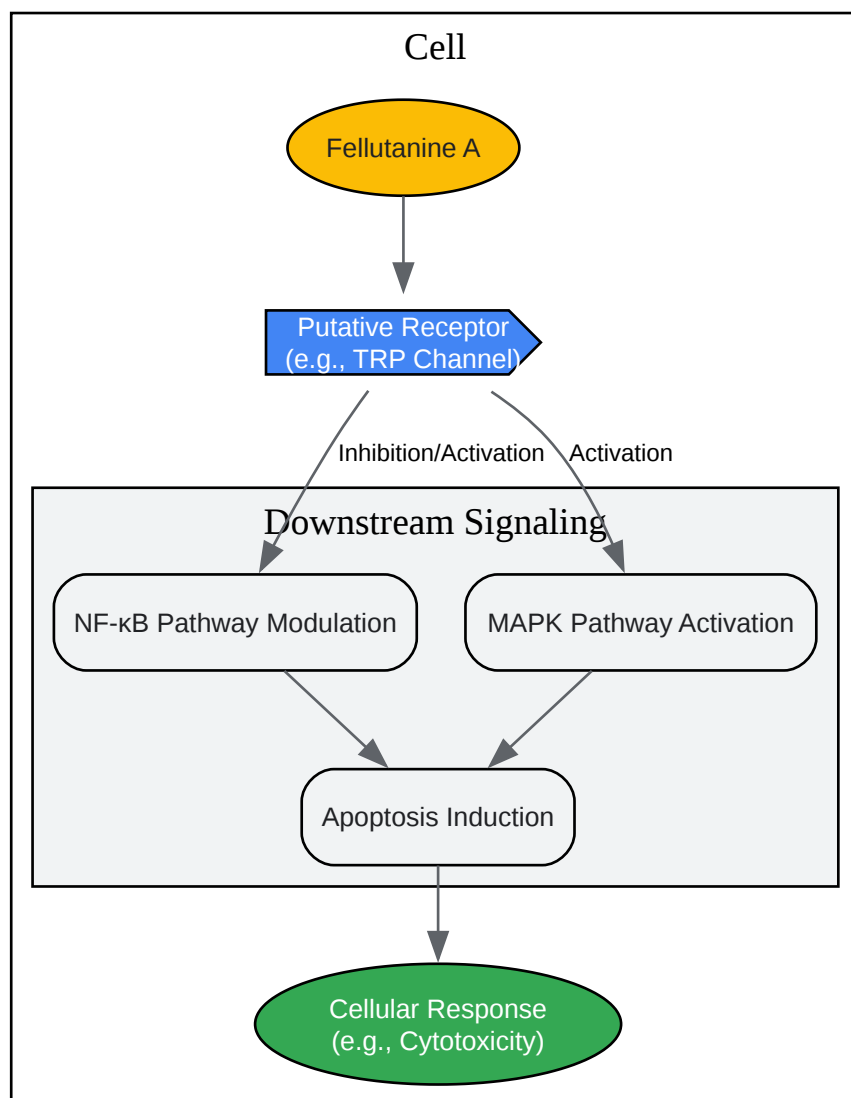 Cell
Fellutanine A
Putative Receptor
(e.g., TRP Channel)
Inhibition/Activation
Activation
Downstream Signaling
NF-κB Pathway Modulation
MAPK Pathway Activation
Apoptosis Induction
Cellular Response
(e.g., Cytotoxicity)